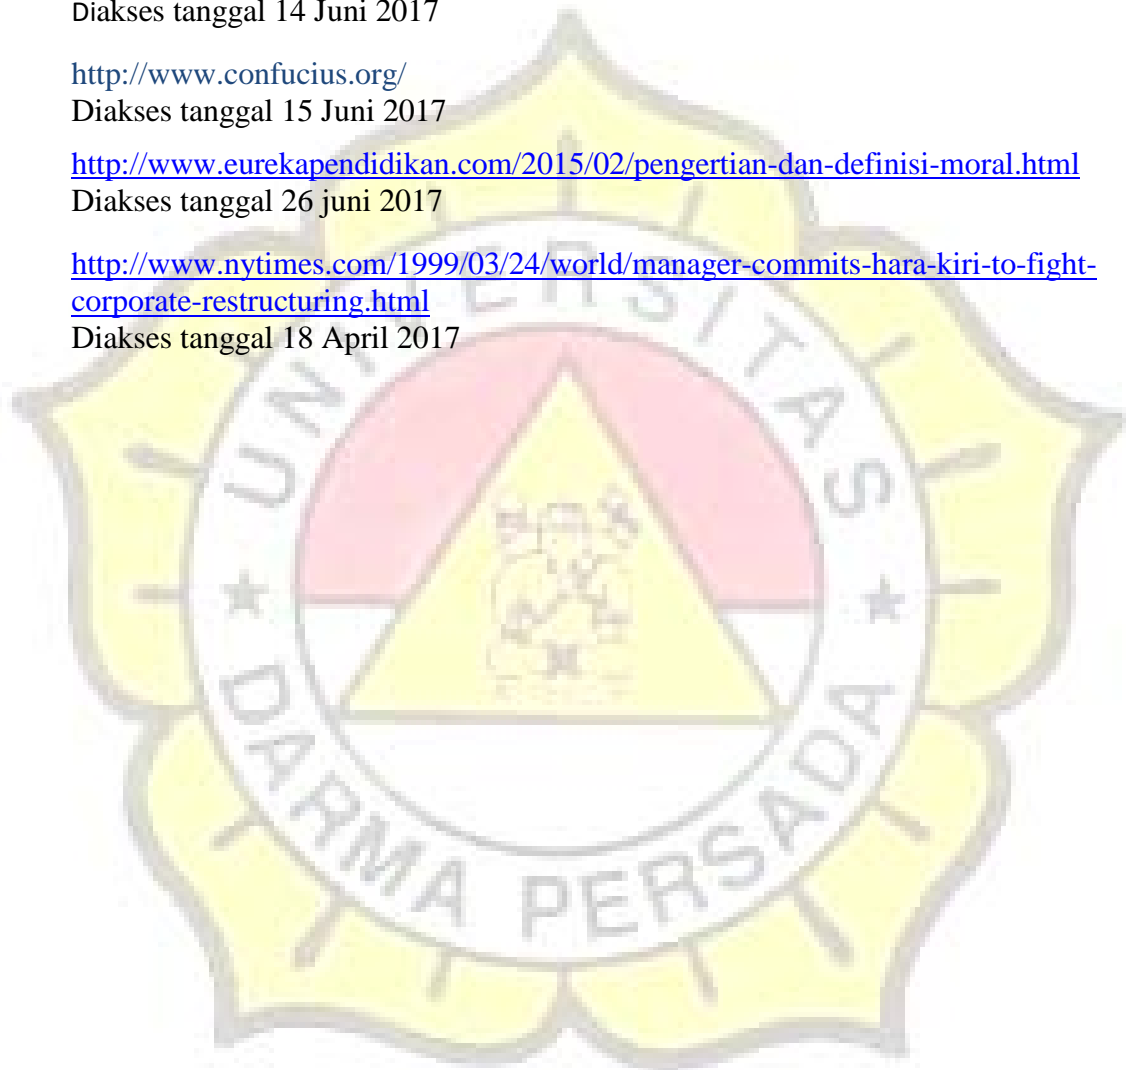 Diakses tanggal 14 Juni 2017
http://www.confucius.org/
Diakses tanggal 15 Juni 2017
http://www.eurekapendidikan.com/2015/02/pengertian-dan-definisi-moral.html
Diakses tanggal 26 juni 2017
http://www.nytimes.com/1999/03/24/world/manager-commits-hara-kiri-to-fight-
corporate-restructuring.html
Diakses tanggal 18 April 2017
UNIVERSITAS
DARMA PERSADA